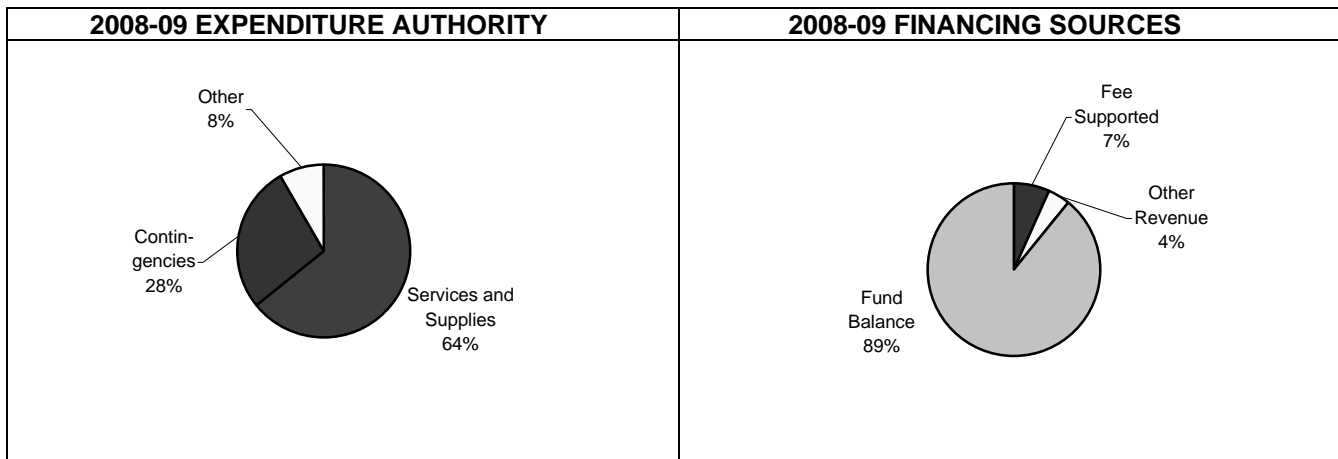 2008-09 EXPENDITURE AUTHORITY
Other
8%
Contin-
gencies
28%
Services and
Supplies
64%
2008-09 FINANCING SOURCES
Fee
Supported
7%
Other
Revenue
4%
Fund
Balance
89%